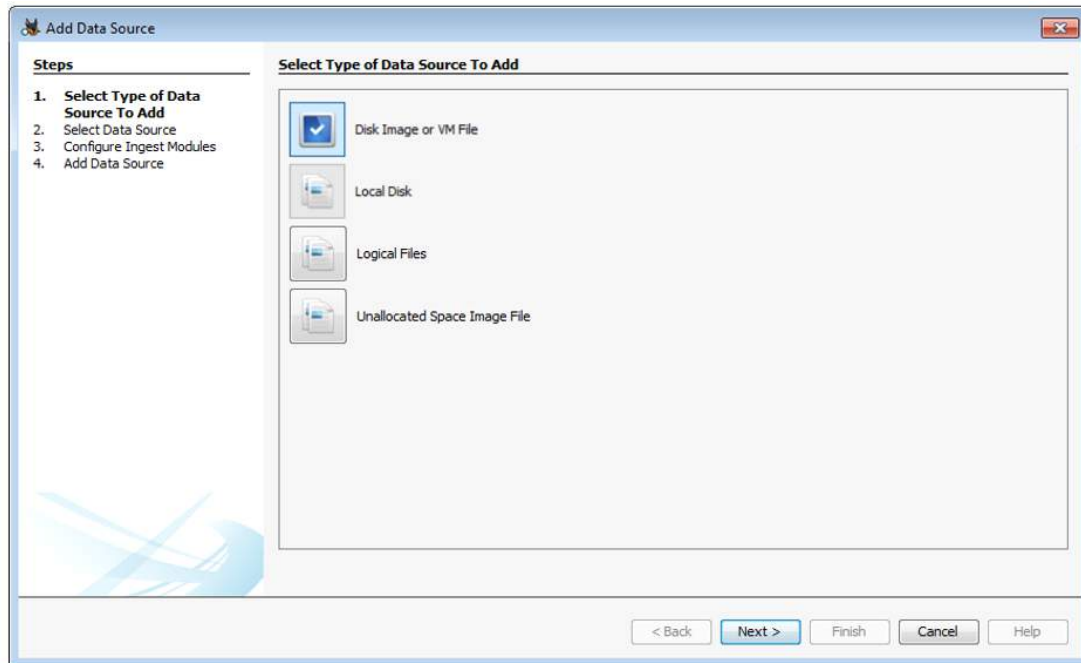 Add Data Source
Steps
1. Select Type of Data
Source To Add
2. Select Data Source
3. Configure Ingest Modules
4. Add Data Source
Select Type of Data Source To Add
Disk Image or VM File
Local Disk
Logical Files
Unallocated Space Image File
< Back
Next >
Finish
Cancel
Help